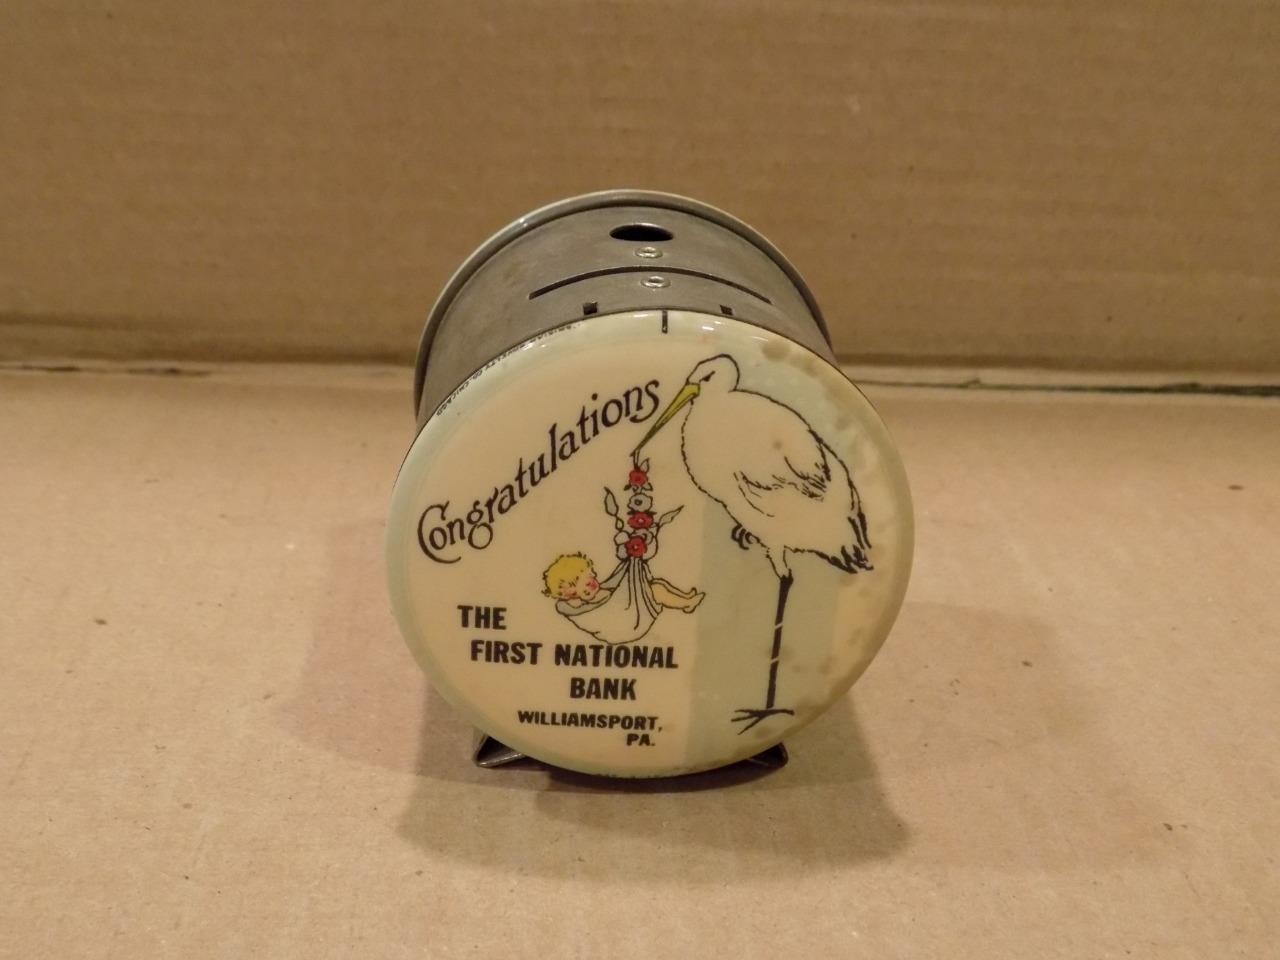 Congratulations
THE
FIRST NATIONAL
BANK
WILLIAMSPORT,
PA.